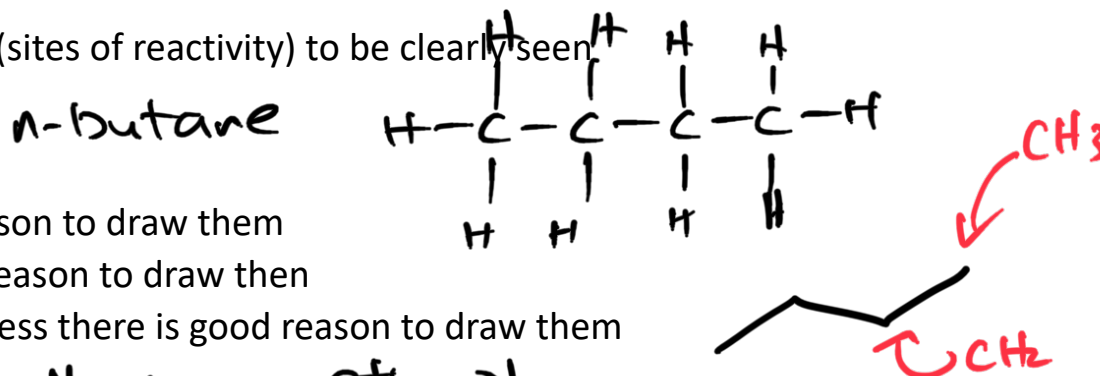 (sites of reactivity) to be clearly seen
H H H H
n-butane H-C-C-C-C-H
CH3
H H H H
son to draw them
eason to draw then
ess there is good reason to draw them
CH2